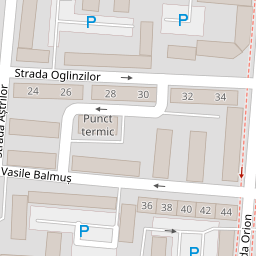 P
P
Strada Oglinzilor
24 26 28 30 32 34
Strada Aștrilor
Punct
termic
Vasile Balmuș
36 38 40 42 44
P
P
da Orion